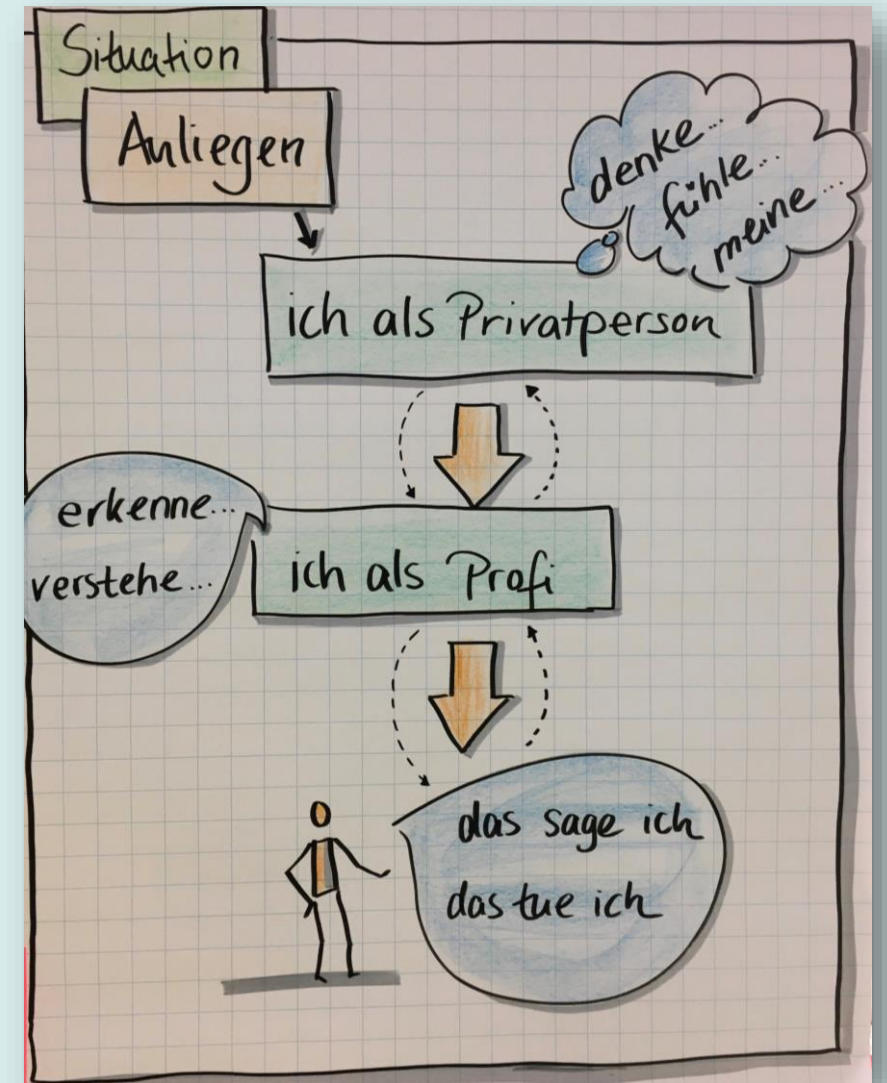 Situation
Anliegen
denke...
fühle...
meine...
ich als Privatperson
erkenne...
verstehe...
ich als Profi
das sage ich
das tue ich